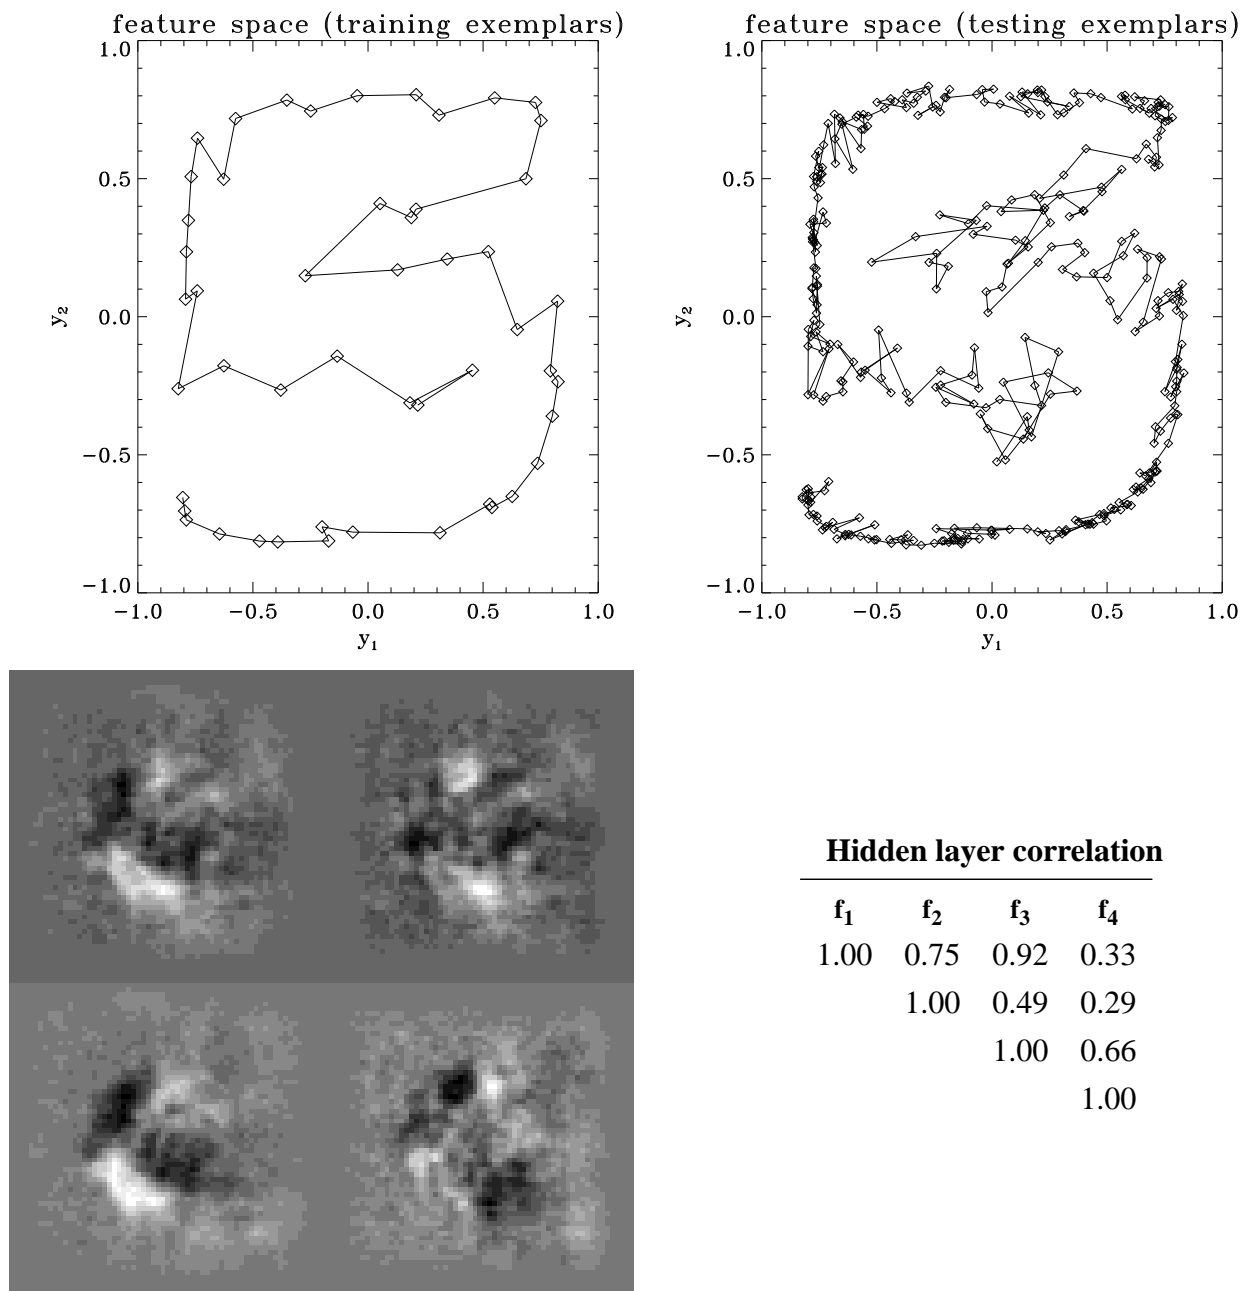 feature space (training exemplars)
1.0
0.5
0.0
−0.5
−1.0
y₂
−1.0 −0.5 0.0 0.5 1.0
y₁
feature space (testing exemplars)
1.0
0.5
0.0
−0.5
−1.0
y₂
−1.0 −0.5 0.0 0.5 1.0
y₁
Hidden layer correlation
f₁ f₂ f₃ f₄
1.00 0.75 0.92 0.33
1.00 0.49 0.29
1.00 0.66
1.00